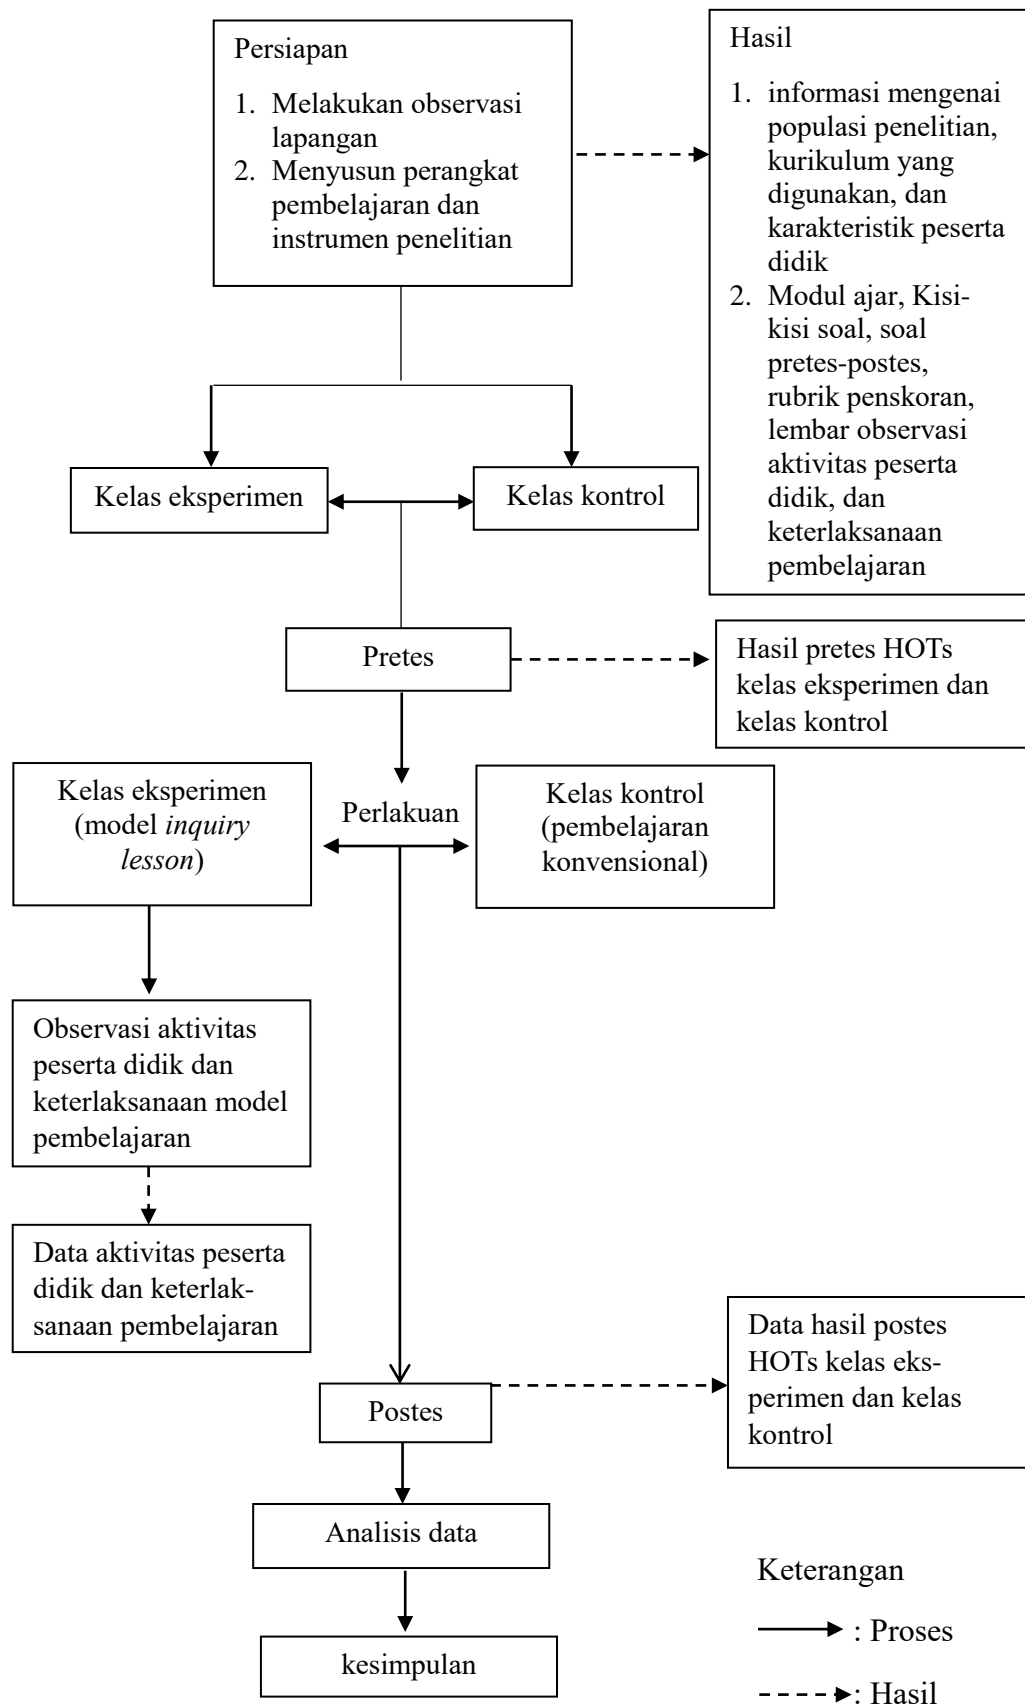 Persiapan
1. Melakukan observasi
lapangan
2. Menyusun perangkat
pembelajaran dan
instrumen penelitian
Hasil
1. informasi mengenai
populasi penelitian,
kurikulum yang
digunakan, dan
karakteristik peserta
didik
2. Modul ajar, Kisi-
kisi soal, soal
pretes-postes,
rubrik penskoran,
lembar observasi
aktivitas peserta
didik, dan
keterlaksanaan
pembelajaran
Kelas eksperimen
Kelas kontrol
Pretes
Hasil pretes HOTs
kelas eksperimen dan
kelas kontrol
Kelas eksperimen
(model inquiry
lesson)
Perlakuan
Kelas kontrol
(pembelajaran
konvensional)
Observasi aktivitas
peserta didik dan
keterlaksanaan model
pembelajaran
Data aktivitas peserta
didik dan keterlak-
sanaan pembelajaran
Postes
Data hasil postes
HOTs kelas eks-
perimen dan kelas
kontrol
Analisis data
kesimpulan
Keterangan
: Proses
: Hasil